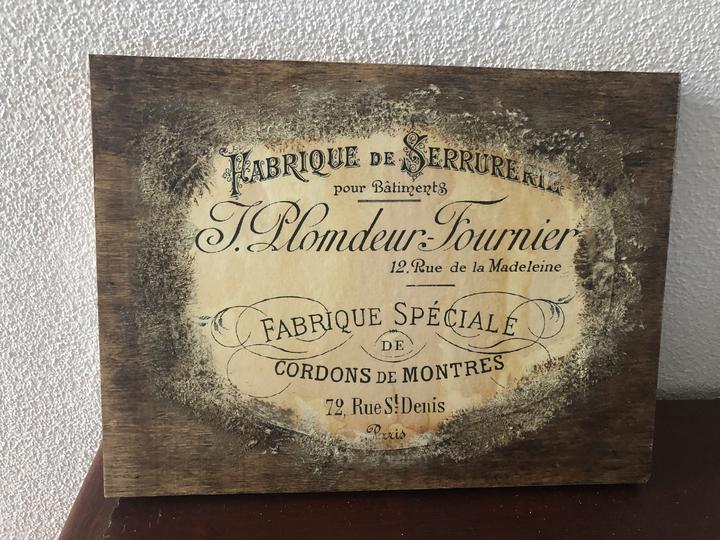 FABRIQUE DE SERRURERIE
pour Bâtiments
J. Plomdeur-Fournier
12, Rue de la Madeleine
FABRIQUE SPÉCIALE
DE
CORDONS DE MONTRES
72, Rue St Denis
Paris